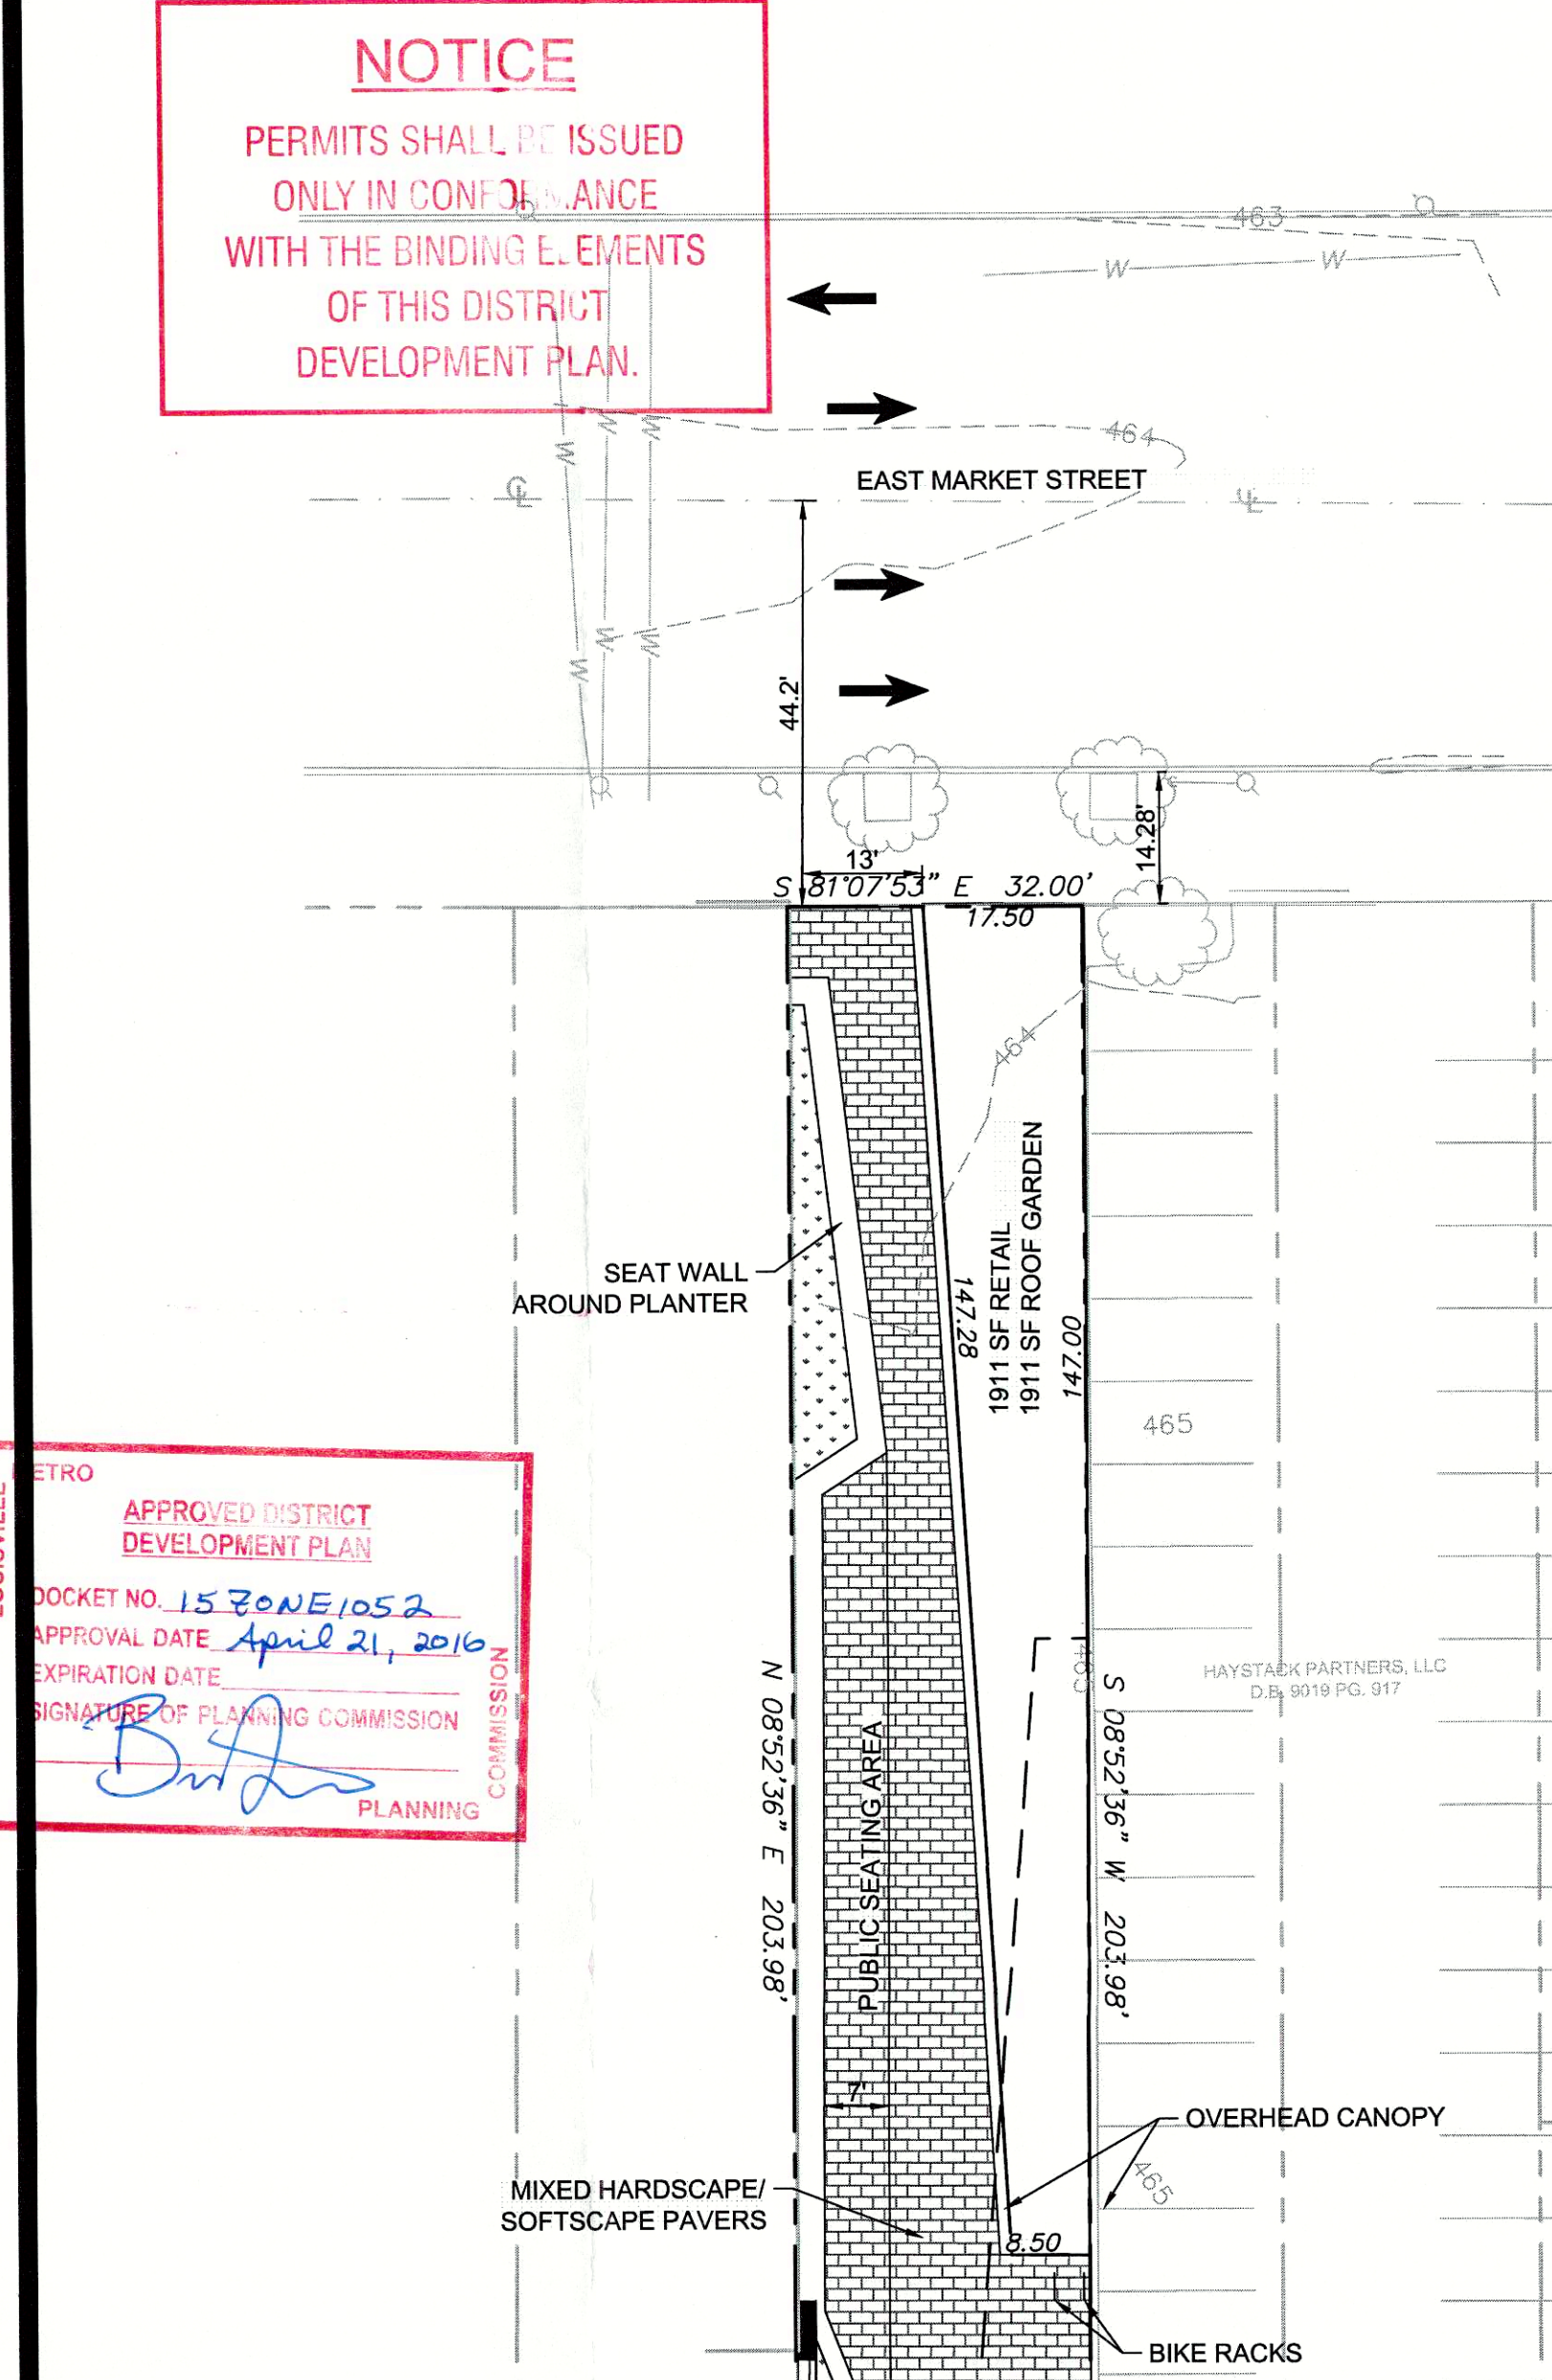 NOTICE
PERMITS SHALL BE ISSUED
ONLY IN CONFORMANCE
WITH THE BINDING ELEMENTS
OF THIS DISTRICT
DEVELOPMENT PLAN.
463
W W
464
EAST MARKET STREET
W W W
W W W
44.2'
14.28'
13'
S 81°07'53" E 32.00'
17.50
464
1911 SF RETAIL
1911 SF ROOF GARDEN
147.28
147.00
SEAT WALL
AROUND PLANTER
465
METRO
APPROVED DISTRICT
DEVELOPMENT PLAN
DOCKET NO. 15ZONE1052
APPROVAL DATE April 21, 2016
EXPIRATION DATE
SIGNATURE OF PLANNING COMMISSION
PLANNING
COMMISSION
LOUISVILLE
N 08°52'36" E 203.98'
PUBLIC SEATING AREA
465
S 08°52'36" W 203.98'
HAYSTACK PARTNERS, LLC
D.B. 9019 PG. 917
7'
OVERHEAD CANOPY
465
MIXED HARDSCAPE/
SOFTSCAPE PAVERS
8.50
BIKE RACKS